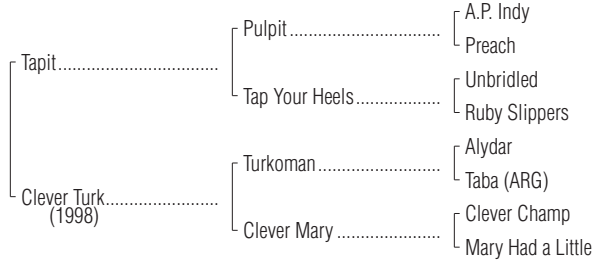 A.P. Indy
Pulpit
Preach
Tapit
Unbridled
Tap Your Heels
Ruby Slippers
Alydar
Turkoman
Taba (ARG)
Clever Turk
(1998)
Clever Champ
Clever Mary
Mary Had a Little